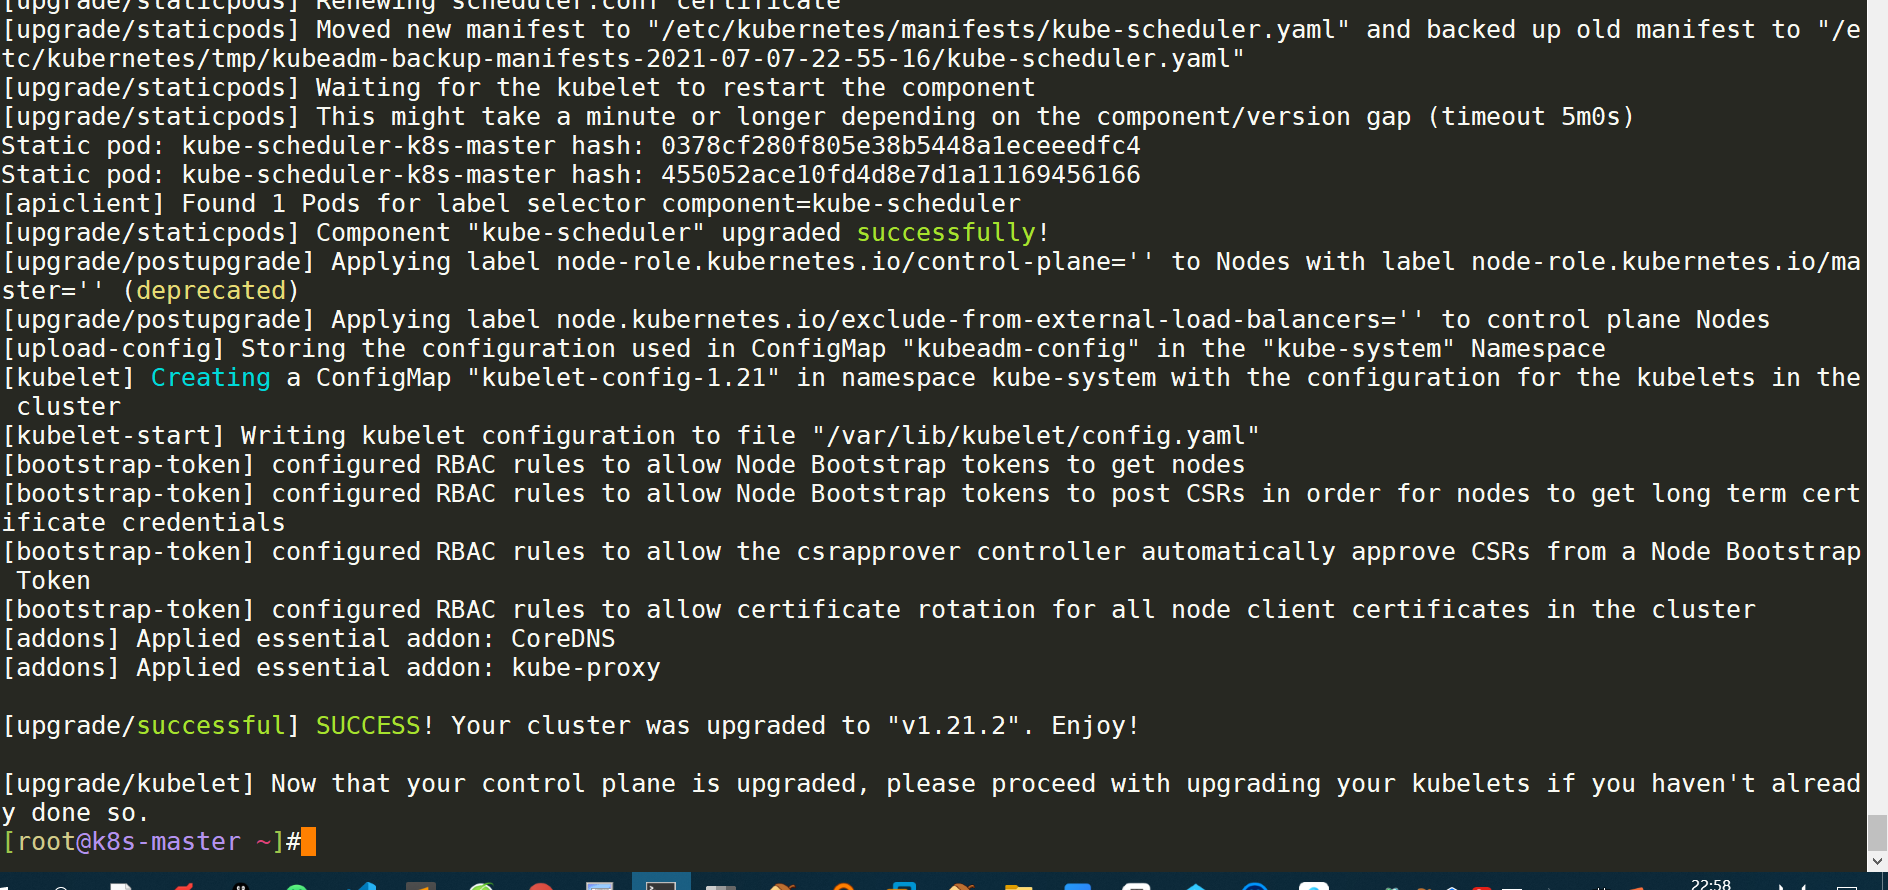 [upgrade/staticpods] Renewing scheduler.conf certificate
[upgrade/staticpods] Moved new manifest to "/etc/kubernetes/manifests/kube-scheduler.yaml" and backed up old manifest to "/e
tc/kubernetes/tmp/kubeadm-backup-manifests-2021-07-07-22-55-16/kube-scheduler.yaml"
[upgrade/staticpods] Waiting for the kubelet to restart the component
[upgrade/staticpods] This might take a minute or longer depending on the component/version gap (timeout 5m0s)
Static pod: kube-scheduler-k8s-master hash: 0378cf280f805e38b5448a1eceeedfc4
Static pod: kube-scheduler-k8s-master hash: 455052ace10fd4d8e7d1a11169456166
[apiclient] Found 1 Pods for label selector component=kube-scheduler
[upgrade/staticpods] Component "kube-scheduler" upgraded successfully!
[upgrade/postupgrade] Applying label node-role.kubernetes.io/control-plane='' to Nodes with label node-role.kubernetes.io/ma
ster='' (deprecated)
[upgrade/postupgrade] Applying label node.kubernetes.io/exclude-from-external-load-balancers='' to control plane Nodes
[upload-config] Storing the configuration used in ConfigMap "kubeadm-config" in the "kube-system" Namespace
[kubelet] Creating a ConfigMap "kubelet-config-1.21" in namespace kube-system with the configuration for the kubelets in the
 cluster
[kubelet-start] Writing kubelet configuration to file "/var/lib/kubelet/config.yaml"
[bootstrap-token] configured RBAC rules to allow Node Bootstrap tokens to get nodes
[bootstrap-token] configured RBAC rules to allow Node Bootstrap tokens to post CSRs in order for nodes to get long term cert
ificate credentials
[bootstrap-token] configured RBAC rules to allow the csrapprover controller automatically approve CSRs from a Node Bootstrap
 Token
[bootstrap-token] configured RBAC rules to allow certificate rotation for all node client certificates in the cluster
[addons] Applied essential addon: CoreDNS
[addons] Applied essential addon: kube-proxy
[upgrade/successful] SUCCESS! Your cluster was upgraded to "v1.21.2". Enjoy!
[upgrade/kubelet] Now that your control plane is upgraded, please proceed with upgrading your kubelets if you haven't alread
y done so.
[root@k8s-master ~]#
22:58